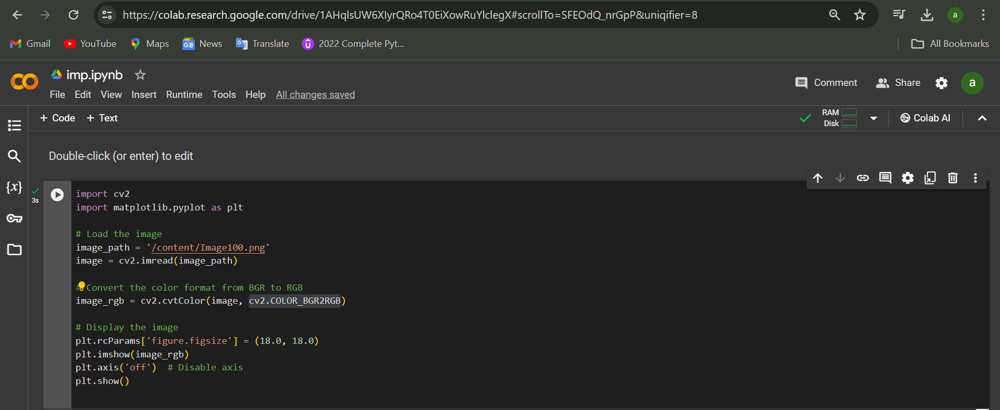 https://colab.research.google.com/drive/1AHqlsUW6XIyrQRo4T0EiXowRuYlclegX#scrollTo=SFEOdQ_nrGpP&uniqifier=8
a
Gmail YouTube Maps News Translate 2022 Complete Pyt... All Bookmarks
imp.ipynb
Comment Share a
File Edit View Insert Runtime Tools Help All changes saved
+ Code + Text
RAM
Disk
Colab AI
Double-click (or enter) to edit
{x}
3s
import cv2
import matplotlib.pyplot as plt
# Load the image
image_path = '/content/Image100.png'
image = cv2.imread(image_path)
# Convert the color format from BGR to RGB
image_rgb = cv2.cvtColor(image, cv2.COLOR_BGR2RGB)
# Display the image
plt.rcParams['figure.figsize'] = (18.0, 18.0)
plt.imshow(image_rgb)
plt.axis('off')  # Disable axis
plt.show()